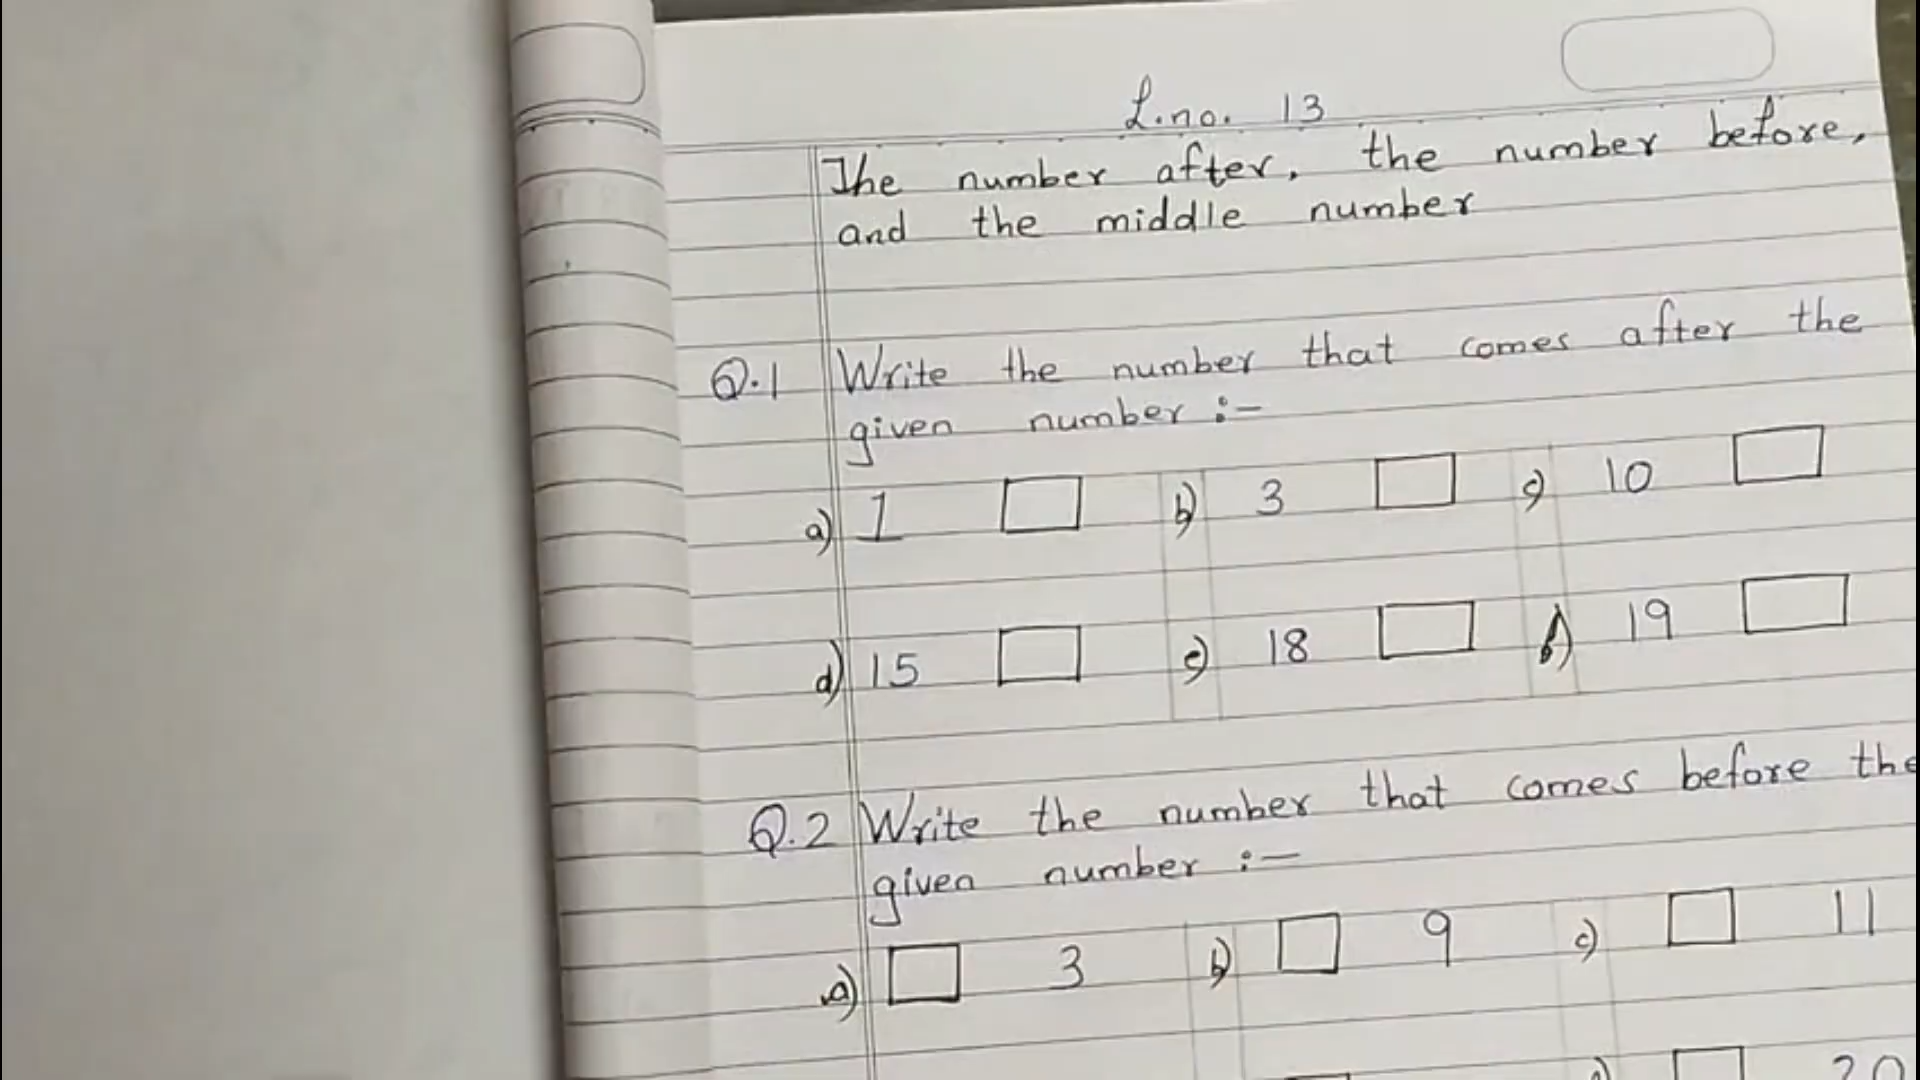 L.no. 13
The number after, the number before,
and the middle number
Q.1 Write the number that comes after the
given number :-
a) 1 b) 3 c) 10
d) 15 e) 18 f) 19
Q.2 Write the number that comes before the
given number :-
a) 3 b) 9 c) 11
20